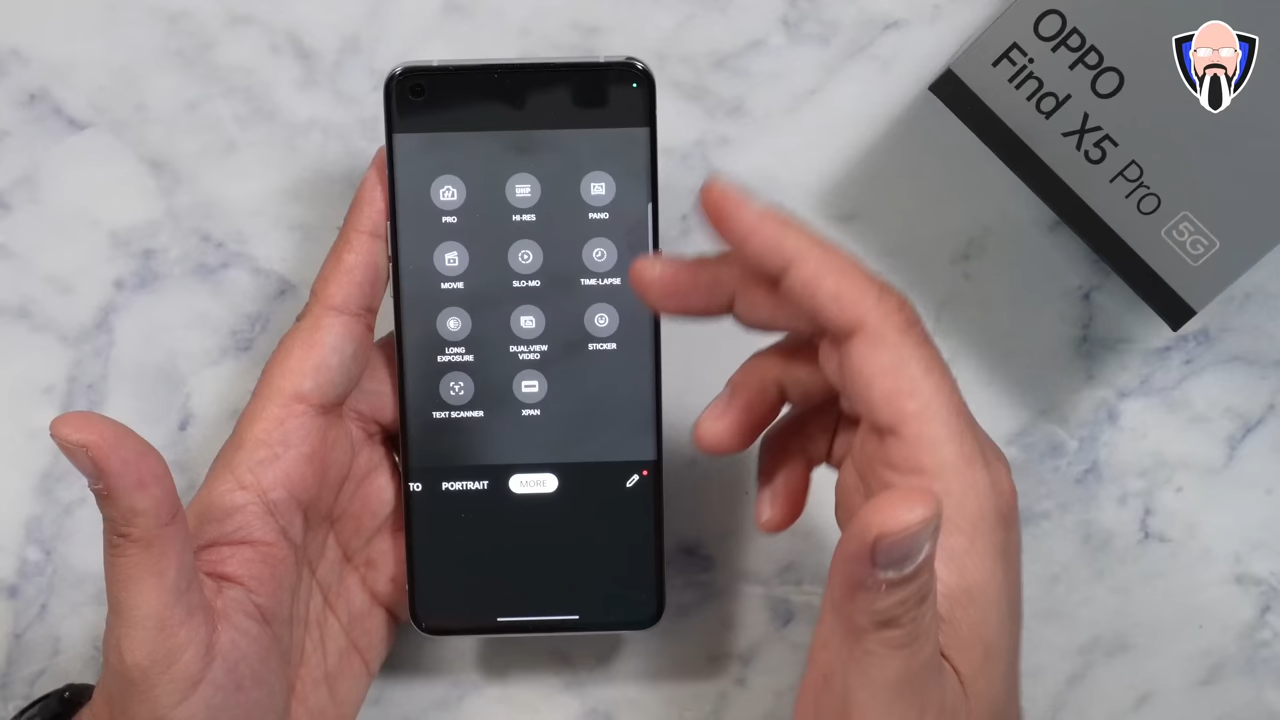 OPPO
Find X5 Pro 5G
PRO
HI-RES
PANO
MOVIE
SLO-MO
TIME-LAPSE
LONG
EXPOSURE
DUAL-VIEW
VIDEO
STICKER
TEXT SCANNER
XPAN
TO
PORTRAIT
MORE